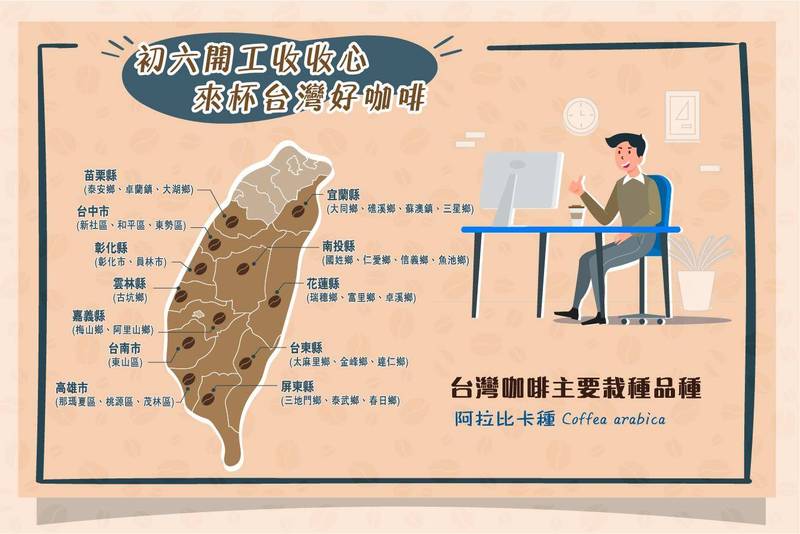 初六開工收收心
來杯台灣好咖啡
苗栗縣
(泰安鄉、卓蘭鎮、大湖鄉)
台中市
(新社區、和平區、東勢區)
彰化縣
(彰化市、員林市)
雲林縣
(古坑鄉)
嘉義縣
(梅山鄉、阿里山鄉)
台南市
(東山區)
高雄市
(那瑪夏區、桃源區、茂林區)
宜蘭縣
(大同鄉、礁溪鄉、蘇澳鎮、三星鄉)
南投縣
(國姓鄉、仁愛鄉、信義鄉、魚池鄉)
花蓮縣
(瑞穗鄉、富里鄉、卓溪鄉)
台東縣
(太麻里鄉、金峰鄉、達仁鄉)
屏東縣
(三地門鄉、泰武鄉、春日鄉)
台灣咖啡主要栽種品種
阿拉比卡種 Coffea arabica